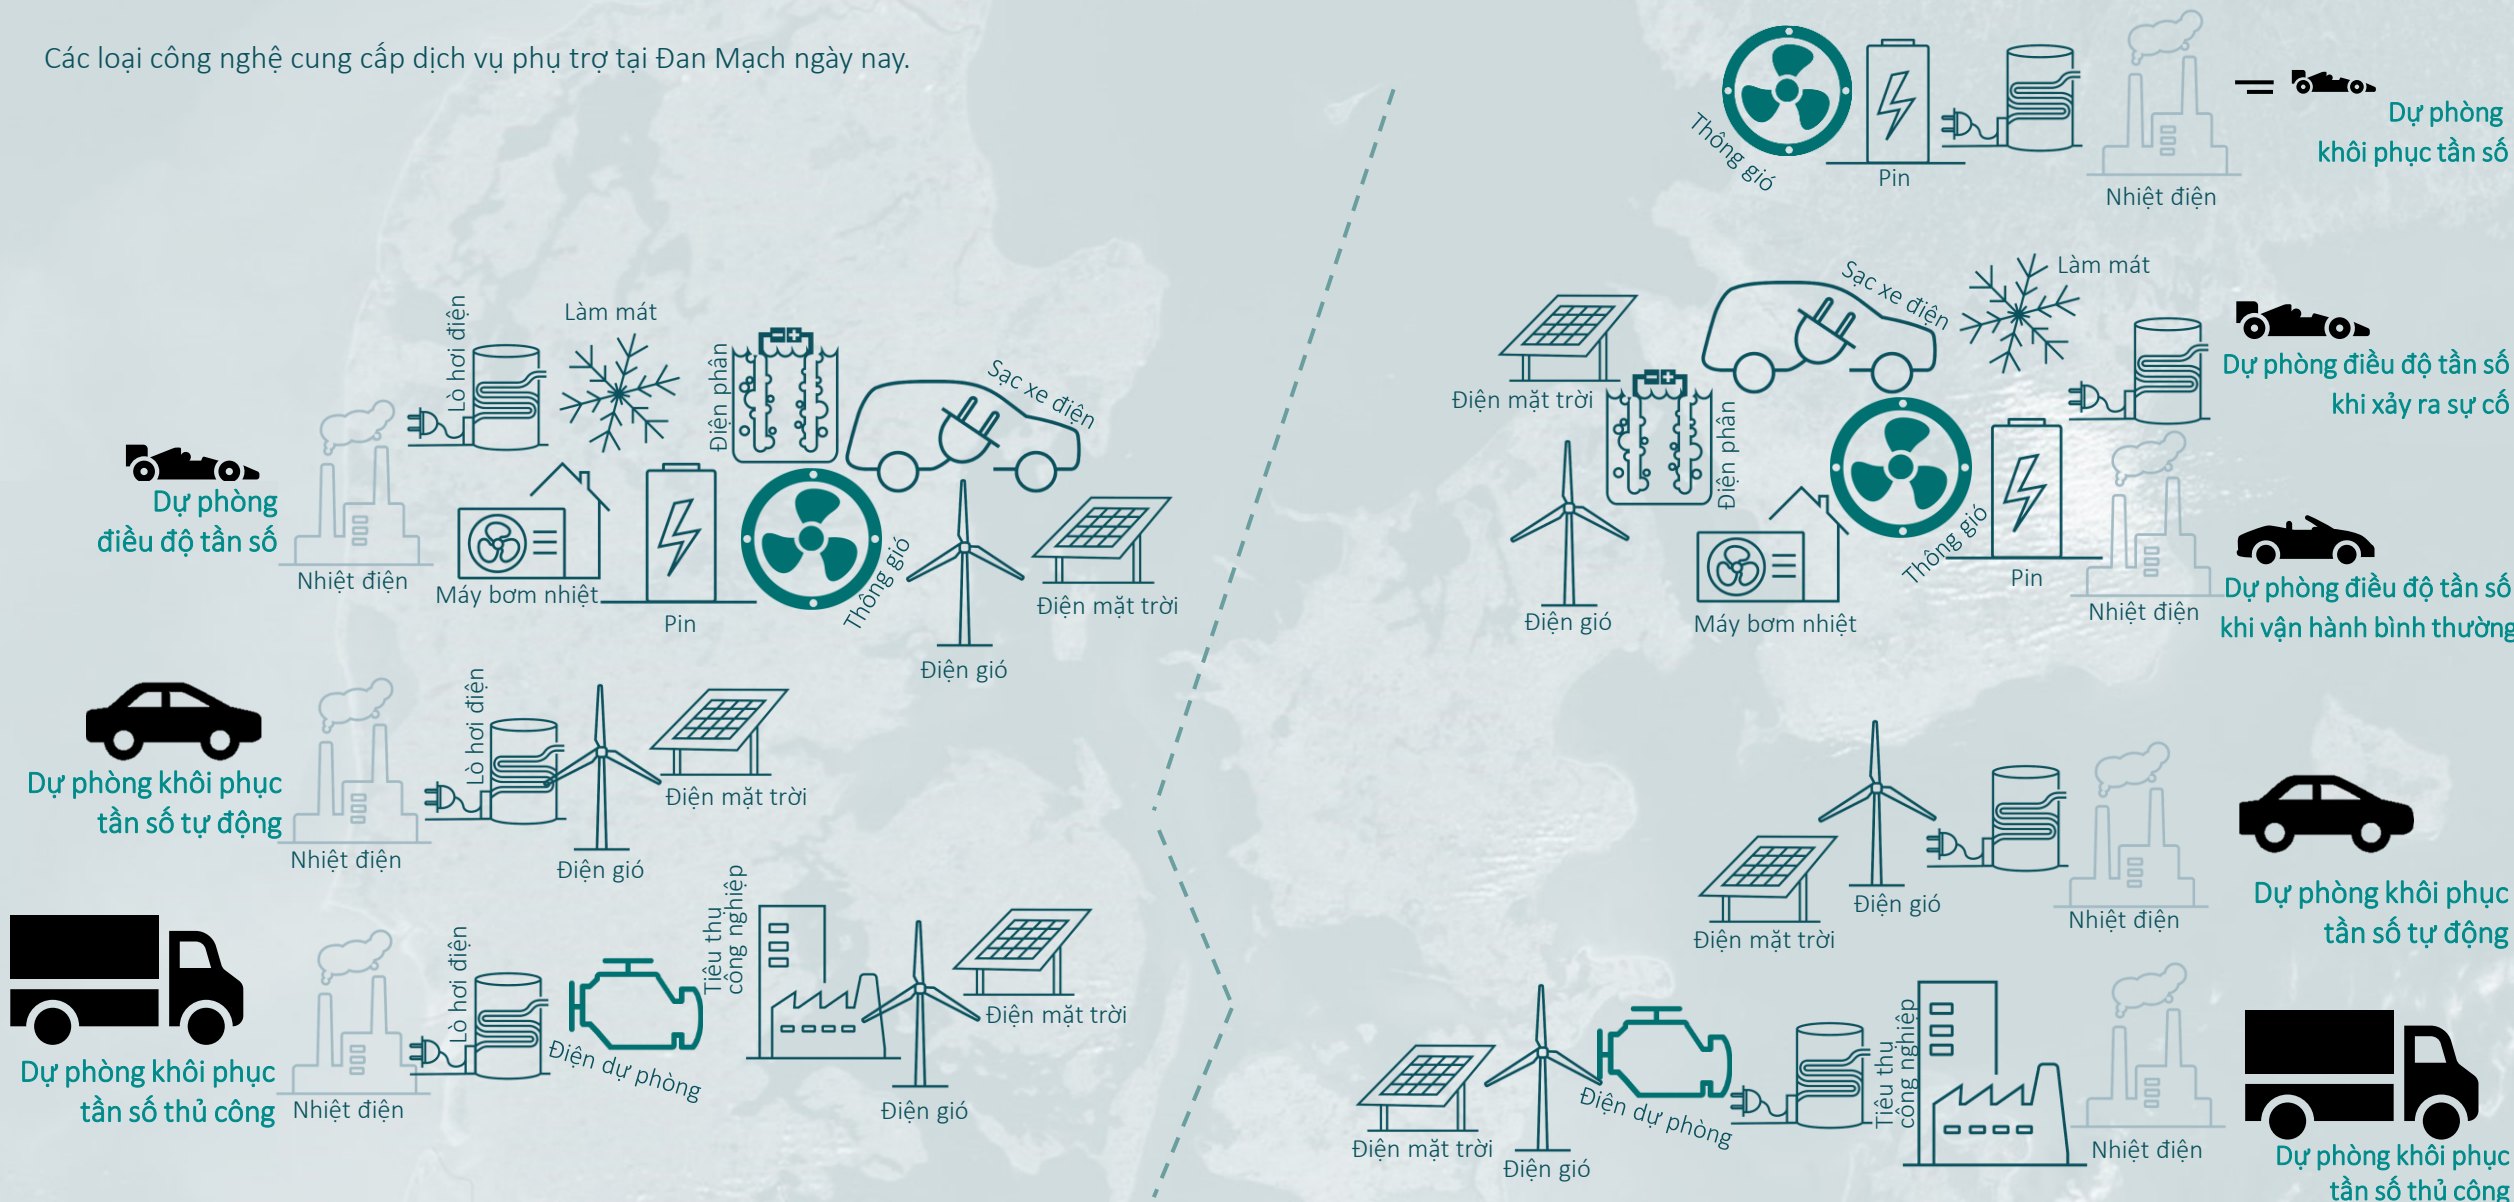 Các loại công nghệ cung cấp dịch vụ phụ trợ tại Đan Mạch ngày nay.
Lò hơi điện
Làm mát
Điện phân
Sạc xe điện
Dự phòng
điều độ tần số
Nhiệt điện
Máy bơm nhiệt
Pin
Thông gió
Điện gió
Điện mặt trời
Dự phòng khôi phục
tần số tự động
Nhiệt điện
Lò hơi điện
Điện gió
Điện mặt trời
Dự phòng khôi phục
tần số thủ công
Nhiệt điện
Lò hơi điện
Điện dự phòng
Tiêu thu
công nghiệp
Điện gió
Điện mặt trời
Thông gió
Pin
Nhiệt điện
Dự phòng
khôi phục tần số
Điện mặt trời
Sạc xe điện
Làm mát
Dự phòng điều độ tần số
khi xảy ra sự cố
Điện phân
Điện gió
Máy bơm nhiệt
Thông gió
Pin
Nhiệt điện
Dự phòng điều độ tần số
khi vận hành bình thường
Điện mặt trời
Điện gió
Nhiệt điện
Dự phòng khôi phục
tần số tự động
Điện mặt trời
Điện gió
Điện dự phòng
Tiêu thu
công nghiệp
Nhiệt điện
Dự phòng khôi phục
tần số thủ công